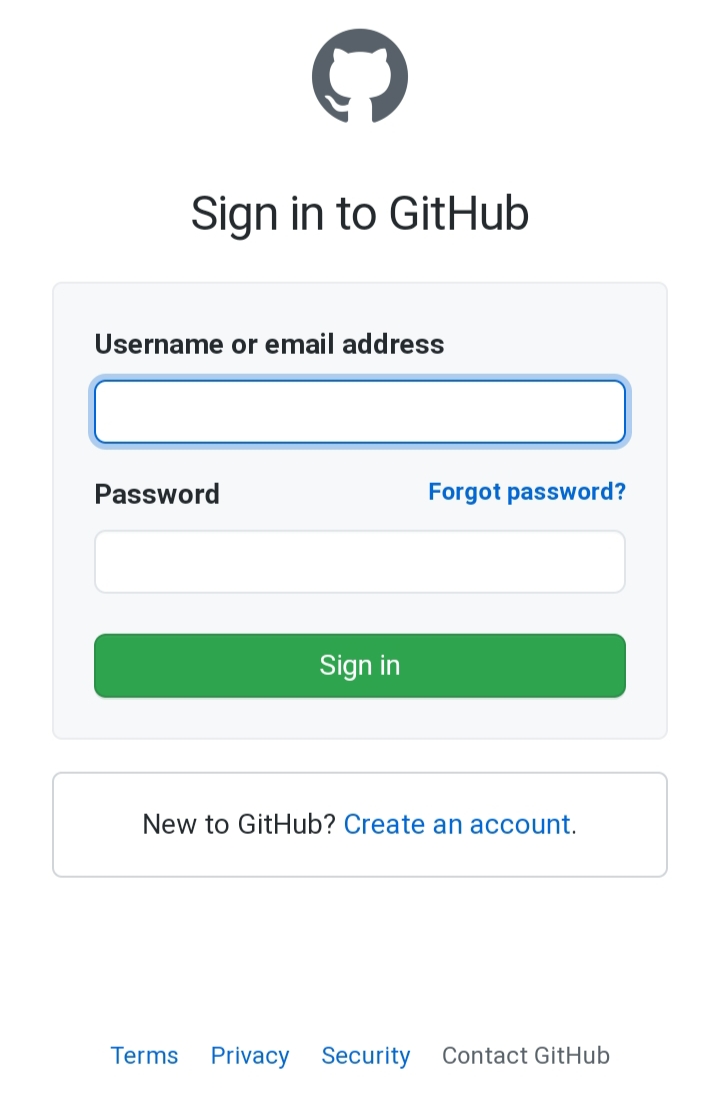 Sign in to GitHub
Username or email address
Password Forgot password?
Sign in
New to GitHub? Create an account.
Terms Privacy Security Contact GitHub